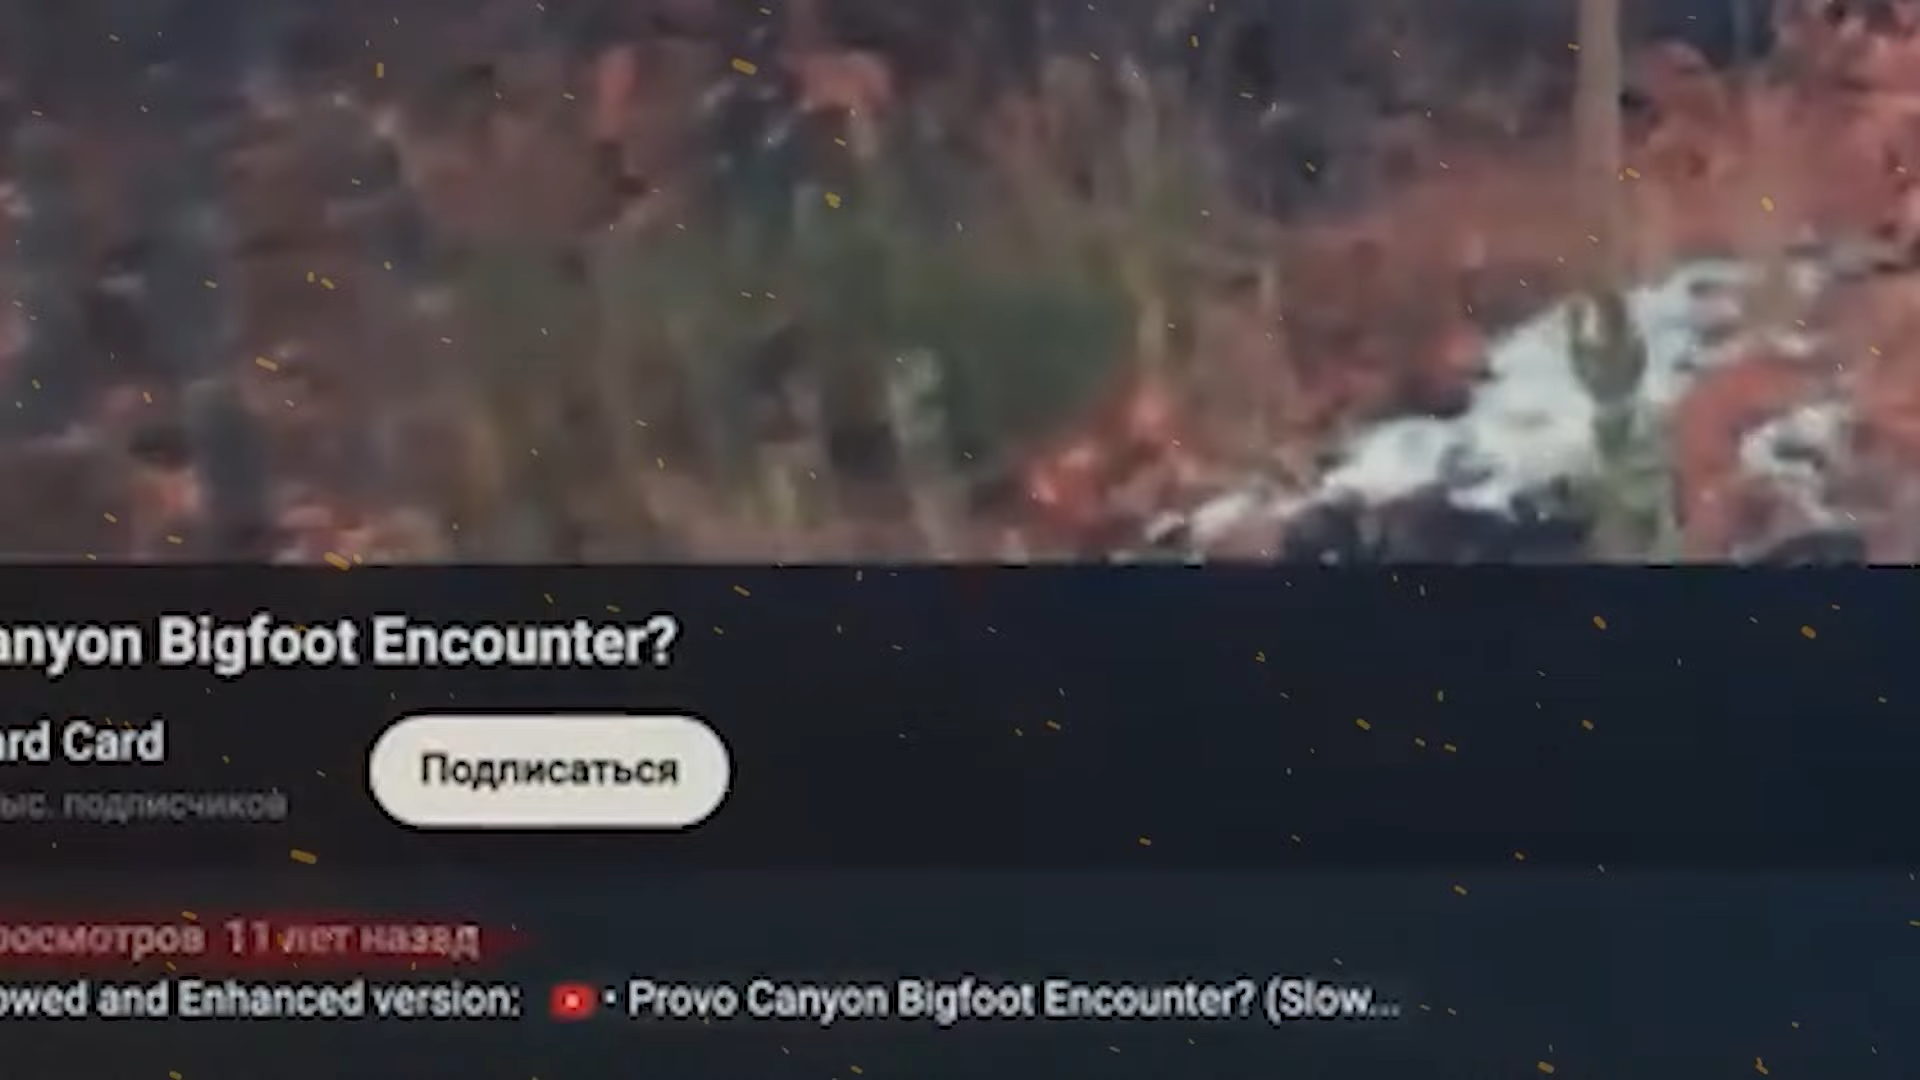 anyon Bigfoot Encounter?
ard Card
Подписаться
ыс. подписчиков
росмотров 11 лет назад
owed and Enhanced version: • Provo Canyon Bigfoot Encounter? (Slow...